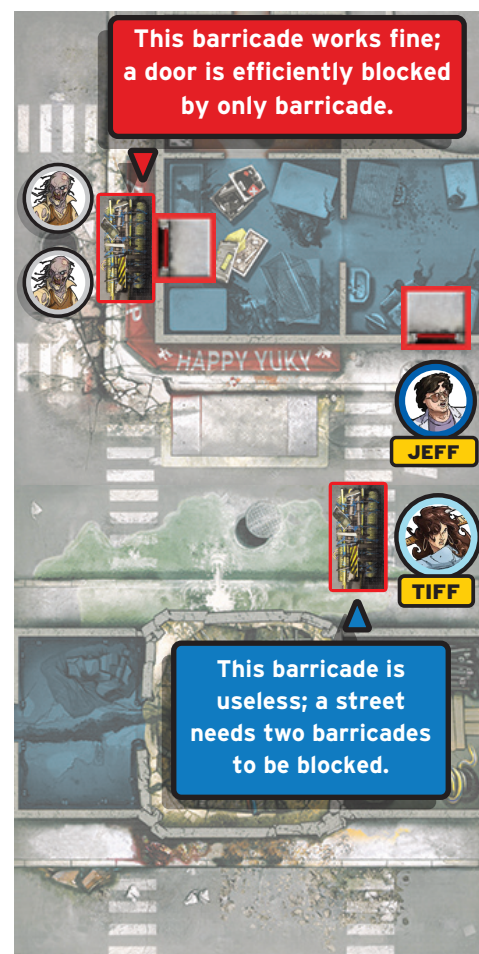 This barricade works fine;
a door is efficiently blocked
by only barricade.
HAPPY YUKY
JEFF
TIFF
This barricade is
useless; a street
needs two barricades
to be blocked.